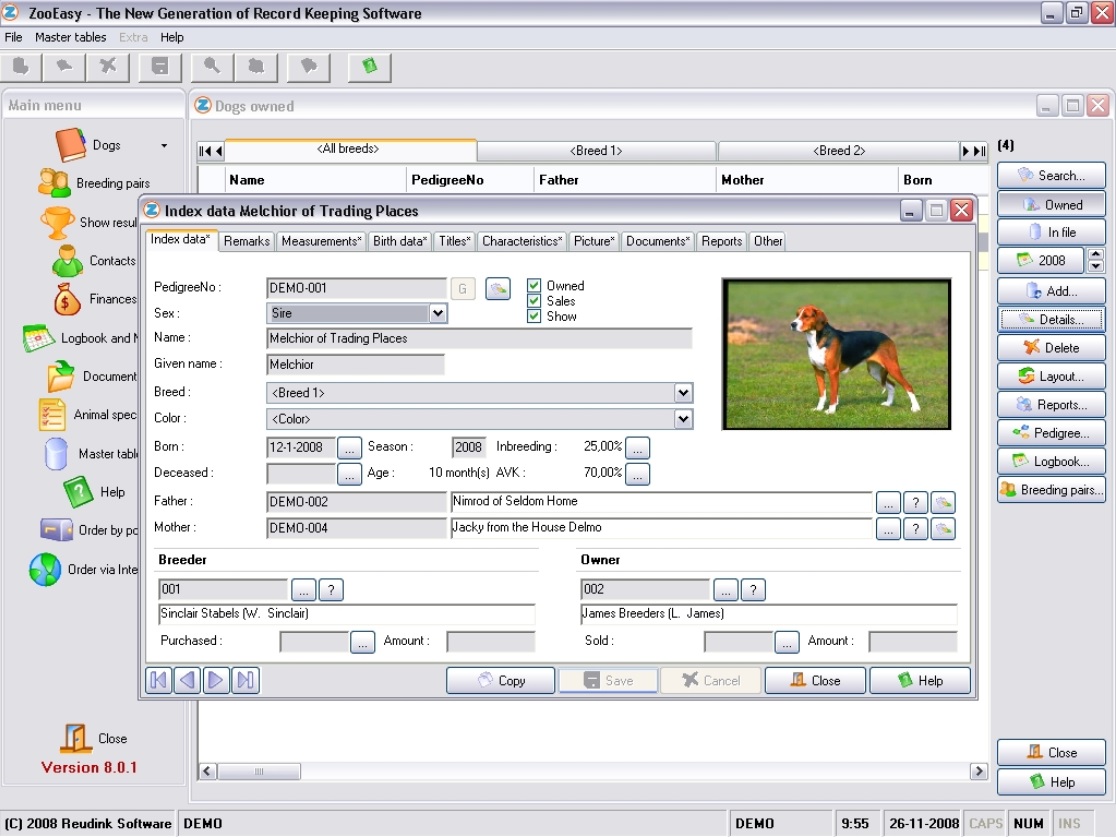 ZooEasy - The New Generation of Record Keeping Software
File Master tables Extra Help
Main menu
Dogs
Breeding pairs
Show resul
Contacts
Finances
Logbook and N
Document
Animal spec
Master table
Help
Order by po
Order via Inte
Close
Version 8.0.1
Dogs owned
<All breeds> <Breed 1> <Breed 2>
Name PedigreeNo Father Mother Born
(4)
Search...
Owned
In file
2008
Add...
Details...
Delete
Layout...
Reports...
Pedigree...
Logbook...
Breeding pairs...
Close
Help
Index data Melchior of Trading Places
Index data* Remarks Measurements* Birth data* Titles* Characteristics* Picture* Documents* Reports Other
PedigreeNo : DEMO-001 G Owned
Sales
Sex : Sire Show
Name : Melchior of Trading Places
Given name : Melchior
Breed : <Breed 1>
Color : <Color>
Born : 12-1-2008 ... Season : 2008 Inbreeding : 25,00% ...
Deceased : ... Age : 10 month(s) AVK : 70,00% ...
Father : DEMO-002 Nimrod of Seldom Home ... ?
Mother : DEMO-004 Jacky from the House Delmo ... ?
Breeder Owner
001 ... ? 002 ... ?
Sinclair Stabels (W. Sinclair) James Breeders (L. James)
Purchased : ... Amount : Sold : ... Amount :
Copy Save Cancel Close Help
(C) 2008 Reudink Software DEMO DEMO 9:55 26-11-2008 CAPS NUM INS